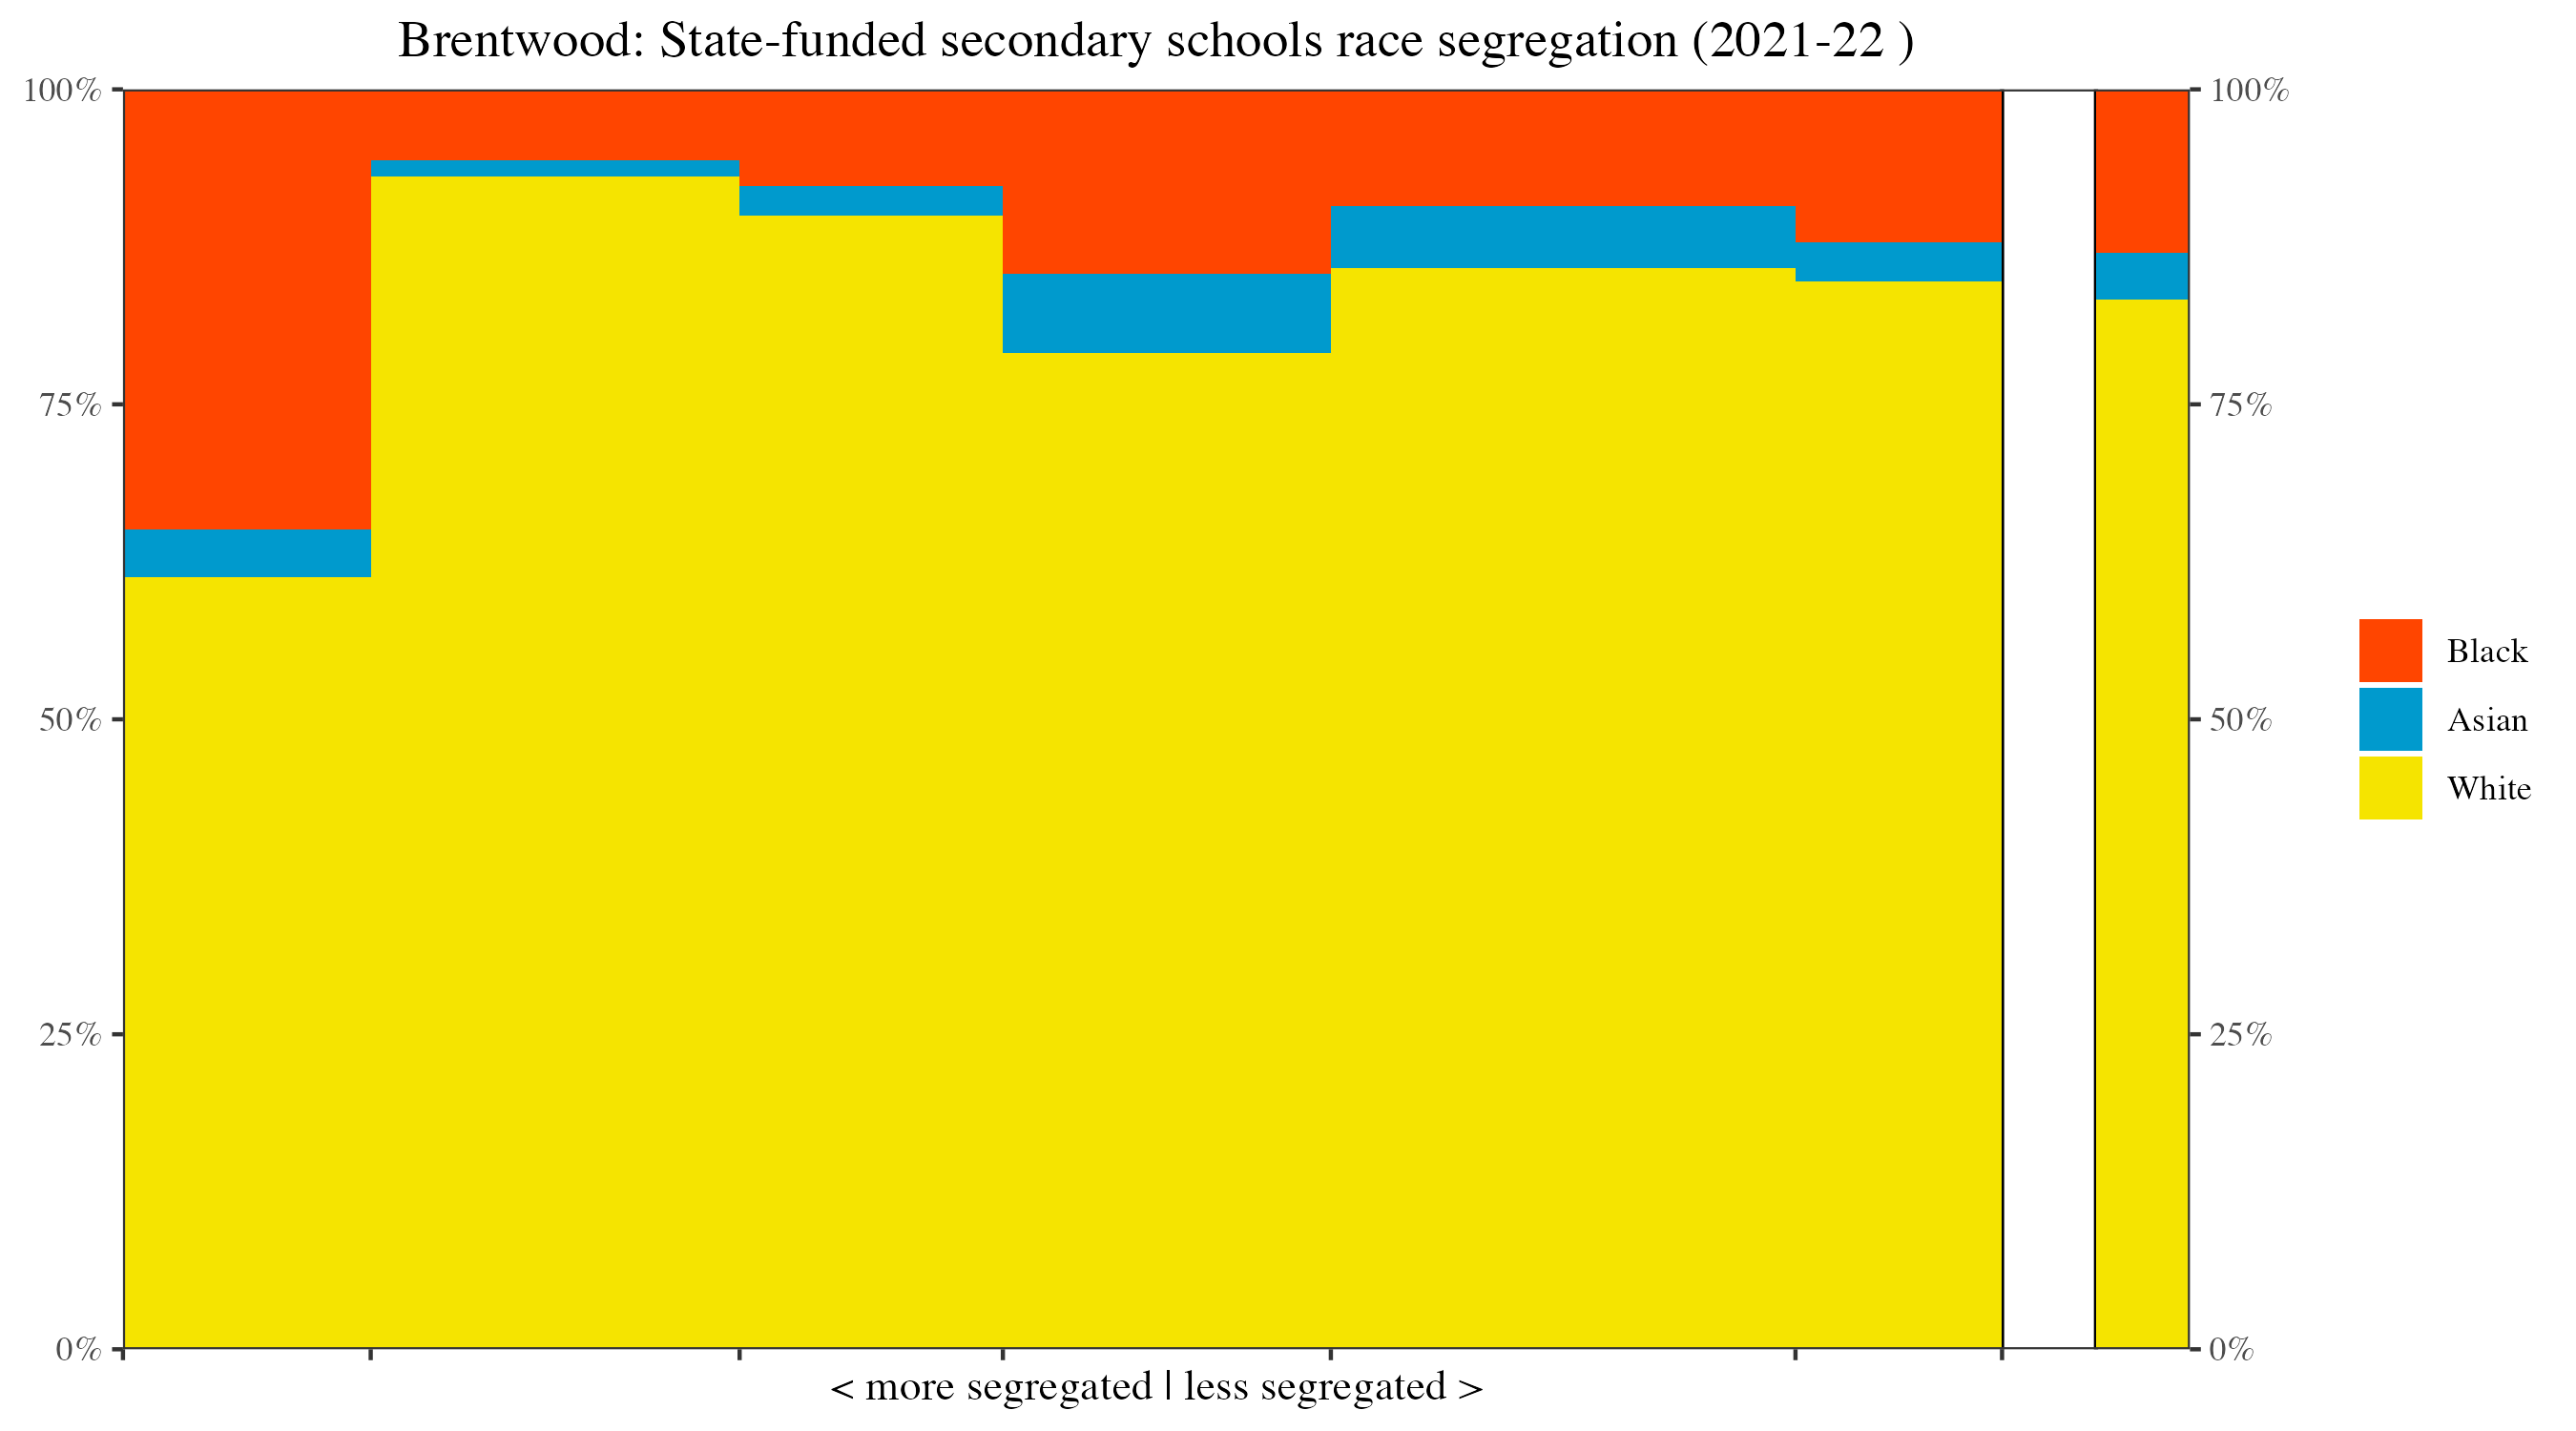 Brentwood: State-funded secondary schools race segregation (2021-22 )
100%
75%
50%
25%
0%
100%
75%
50%
25%
0%
Black
Asian
White
< more segregated | less segregated >